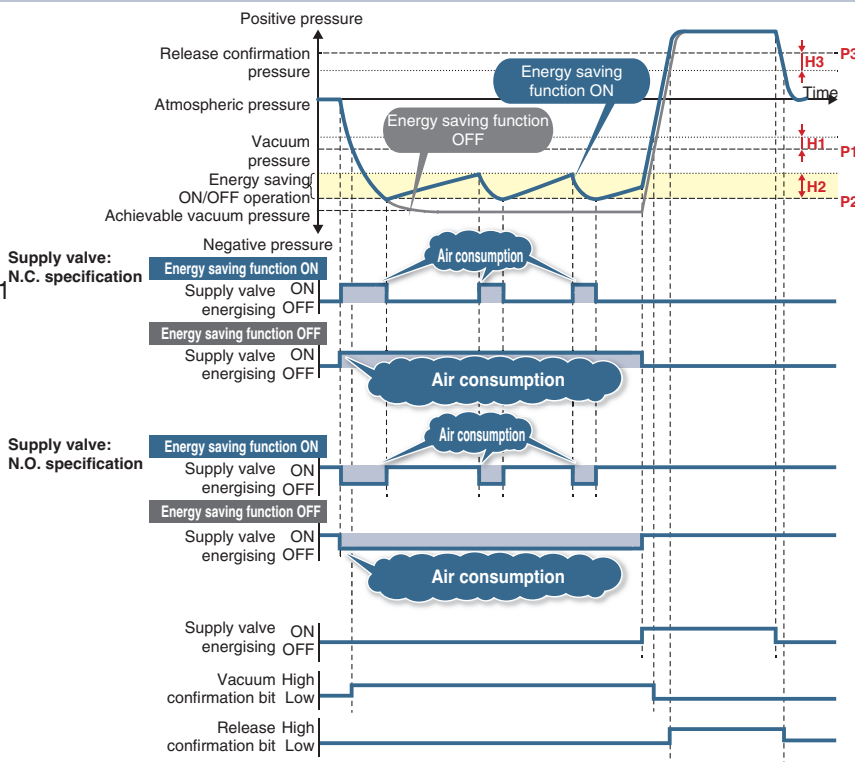 Positive pressure
Release confirmation
pressure
P3
H3
Energy saving
function ON
Time
Atmospheric pressure
Energy saving function
OFF
Vacuum
pressure
H1
P1
Energy saving
ON/OFF operation
H2
P2
Achievable vacuum pressure
Negative pressure
Supply valve:
N.C. specification
1
Energy saving function ON
Air consumption
Supply valve ON
energising OFF
Energy saving function OFF
Supply valve ON
energising OFF
Air consumption
Supply valve:
N.O. specification
Energy saving function ON
Air consumption
Supply valve ON
energising OFF
Energy saving function OFF
Supply valve ON
energising OFF
Air consumption
Supply valve ON
energising OFF
Vacuum High
confirmation bit Low
Release High
confirmation bit Low